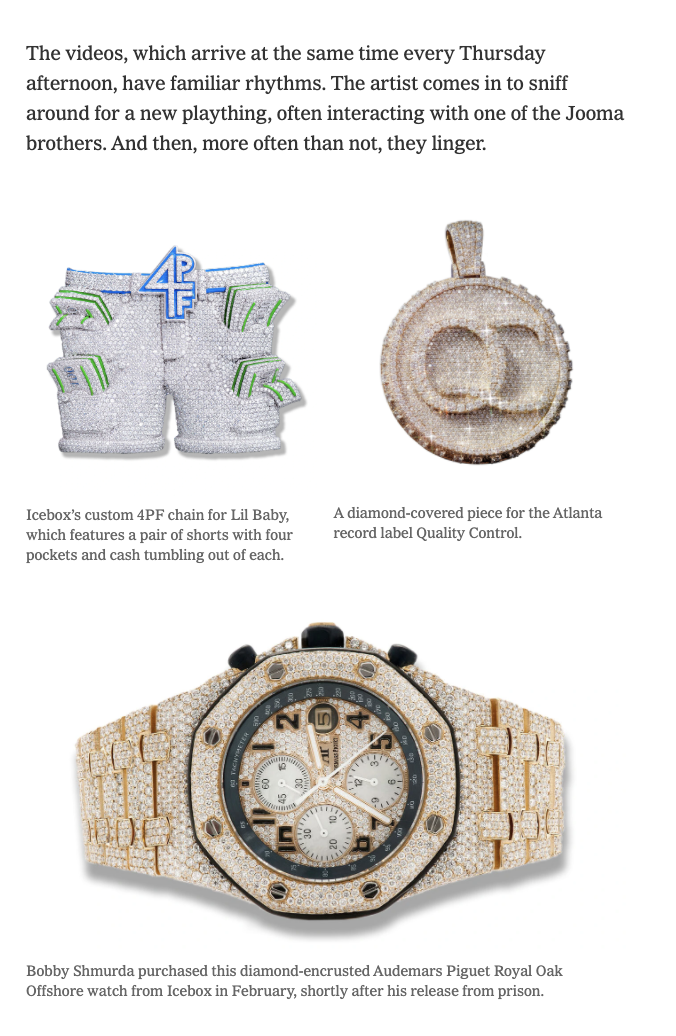 The videos, which arrive at the same time every Thursday
afternoon, have familiar rhythms. The artist comes in to sniff
around for a new plaything, often interacting with one of the Jooma
brothers. And then, more often than not, they linger.
4PF
QC
Icebox’s custom 4PF chain for Lil Baby,
which features a pair of shorts with four
pockets and cash tumbling out of each.
A diamond-covered piece for the Atlanta
record label Quality Control.
TACHYMETER
Bobby Shmurda purchased this diamond-encrusted Audemars Piguet Royal Oak
Offshore watch from Icebox in February, shortly after his release from prison.